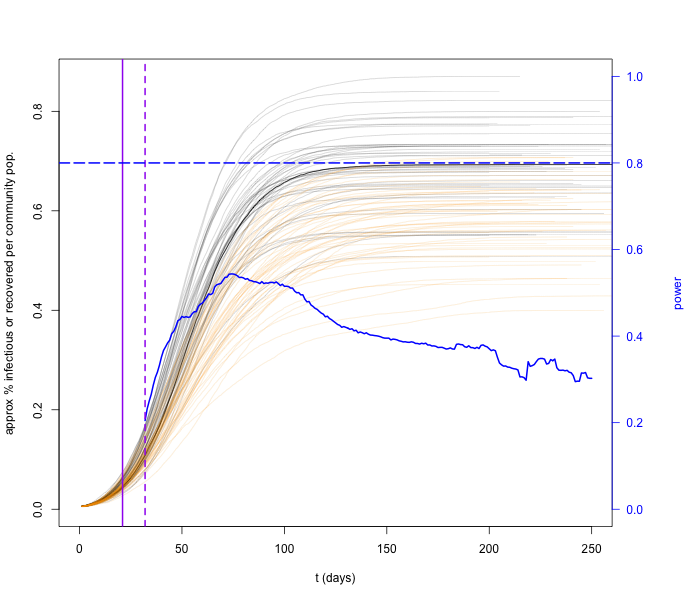 approx % infectious or recovered per community pop.
0.8
0.6
0.4
0.2
0.0
1.0
0.8
0.6
0.4
0.2
0.0
power
0 50 100 150 200 250
t (days)